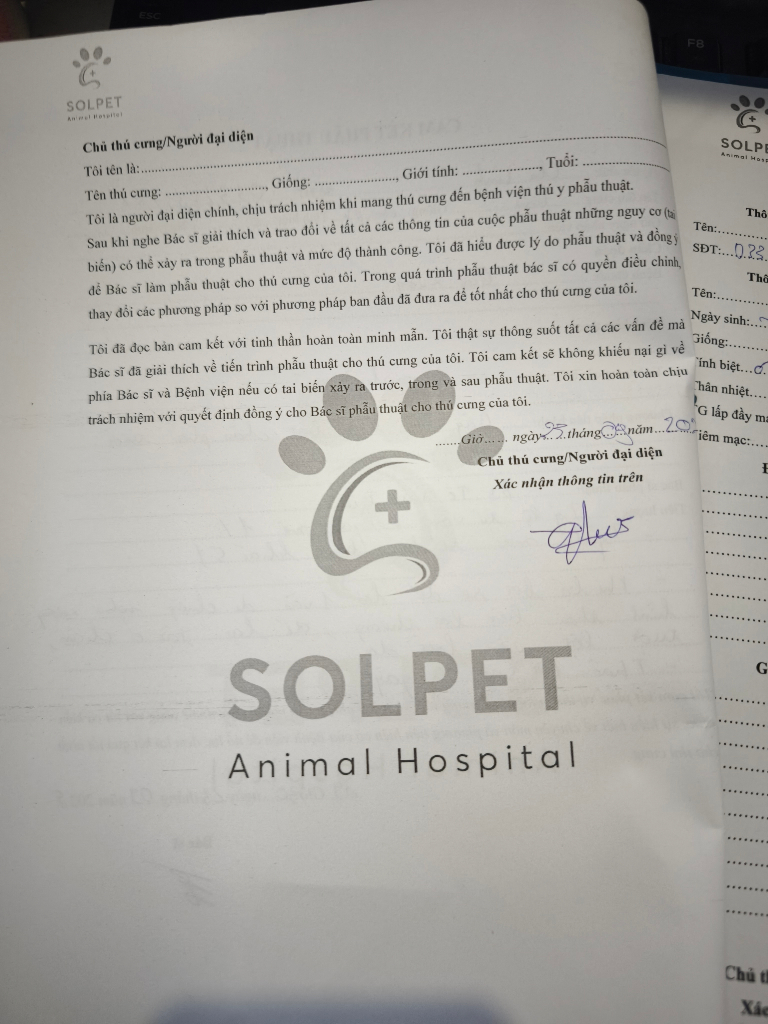 ESC
F8
SOLPET
Animal Hospital
Chủ thú cưng/Người đại diện
Tôi tên là:
Tên thú cưng: ............................, Giống: ......................, Giới tính: ....................., Tuổi: ......................
Tôi là người đại diện chính, chịu trách nhiệm khi mang thú cưng đến bệnh viện thú y phẫu thuật.
Sau khi nghe Bác sĩ giải thích và trao đổi về tất cả các thông tin của cuộc phẫu thuật những nguy cơ (tai
biến) có thể xảy ra trong phẫu thuật và mức độ thành công. Tôi đã hiểu được lý do phẫu thuật và đồng ý
để Bác sĩ làm phẫu thuật cho thú cưng của tôi. Trong quá trình phẫu thuật bác sĩ có quyền điều chỉnh,
thay đổi các phương pháp so với phương pháp ban đầu đã đưa ra để tốt nhất cho thú cưng của tôi.
Tôi đã đọc bản cam kết với tinh thần hoàn toàn minh mẫn. Tôi thật sự thông suốt tất cả các vấn đề mà
Bác sĩ đã giải thích về tiến trình phẫu thuật cho thú cưng của tôi. Tôi cam kết sẽ không khiếu nại gì về
phía Bác sĩ và Bệnh viện nếu có tai biến xảy ra trước, trong và sau phẫu thuật. Tôi xin hoàn toàn chịu
trách nhiệm với quyết định đồng ý cho Bác sĩ phẫu thuật cho thú cưng của tôi.
.......Giờ...... ngày 25 tháng năm 20
Chủ thú cưng/Người đại diện
Xác nhận thông tin trên
SOLPET
Animal Hospital
SOLPE
Animal Hosp
Thô
Tên:
SĐT:
Thô
Tên:
Ngày sinh:
Giống:
ính biệt
hân nhiệt
G lấp đầy ma
iêm mạc:
G
Chủ t
Xác